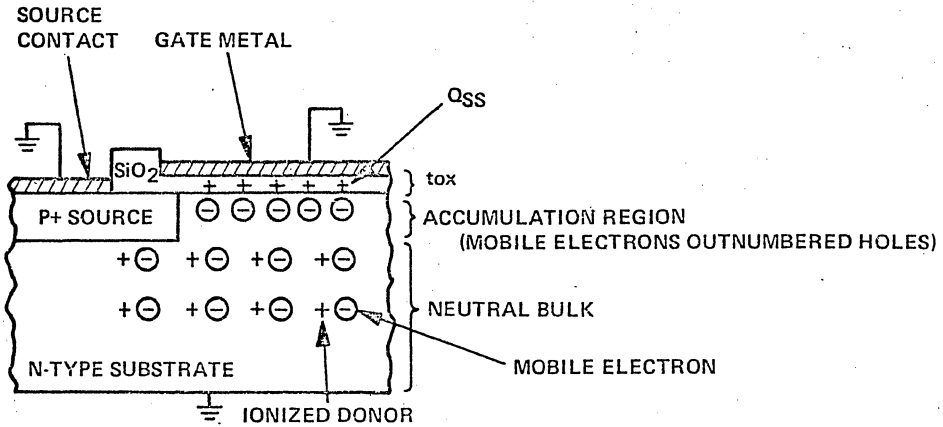 SOURCE
CONTACT
GATE METAL
QSS
SiO2
tox
P+ SOURCE
ACCUMULATION REGION
(MOBILE ELECTRONS OUTNUMBERED HOLES)
NEUTRAL BULK
N-TYPE SUBSTRATE
MOBILE ELECTRON
IONIZED DONOR